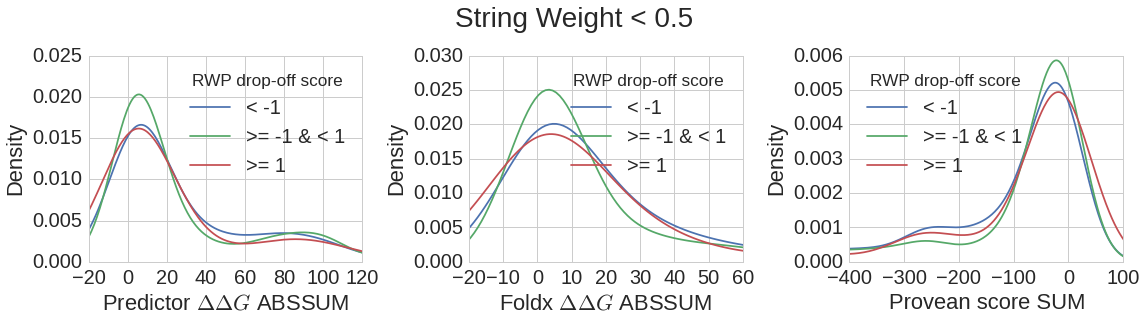 String Weight < 0.5
0.025
0.020
0.015
0.010
0.005
0.000
Density
RWP drop-off score
< -1
>= -1 & < 1
>= 1
−20 0 20 40 60 80 100 120
Predictor ΔΔG ABSSUM
0.030
0.025
0.020
0.015
0.010
0.005
0.000
Density
RWP drop-off score
< -1
>= -1 & < 1
>= 1
−20 −10 0 10 20 30 40 50 60
Foldx ΔΔG ABSSUM
0.006
0.005
0.004
0.003
0.002
0.001
0.000
Density
RWP drop-off score
< -1
>= -1 & < 1
>= 1
−400 −300 −200 −100 0 100
Provean score SUM